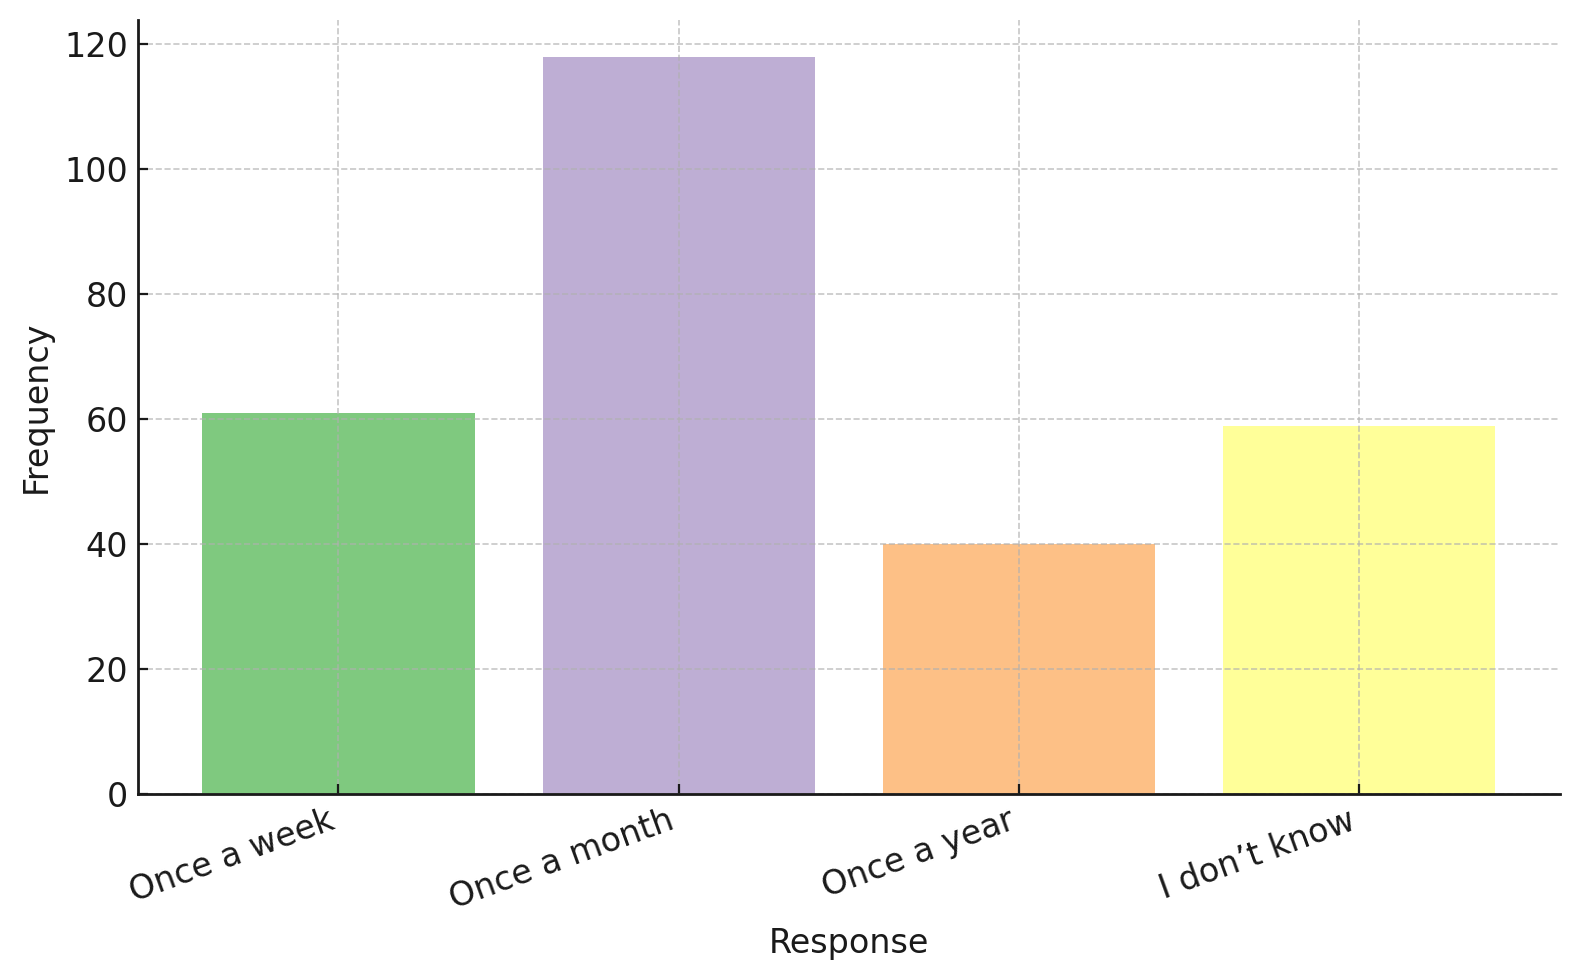 120
100
80
60
40
20
0
Frequency
Once a week
Once a month
Once a year
I don’t know
Response